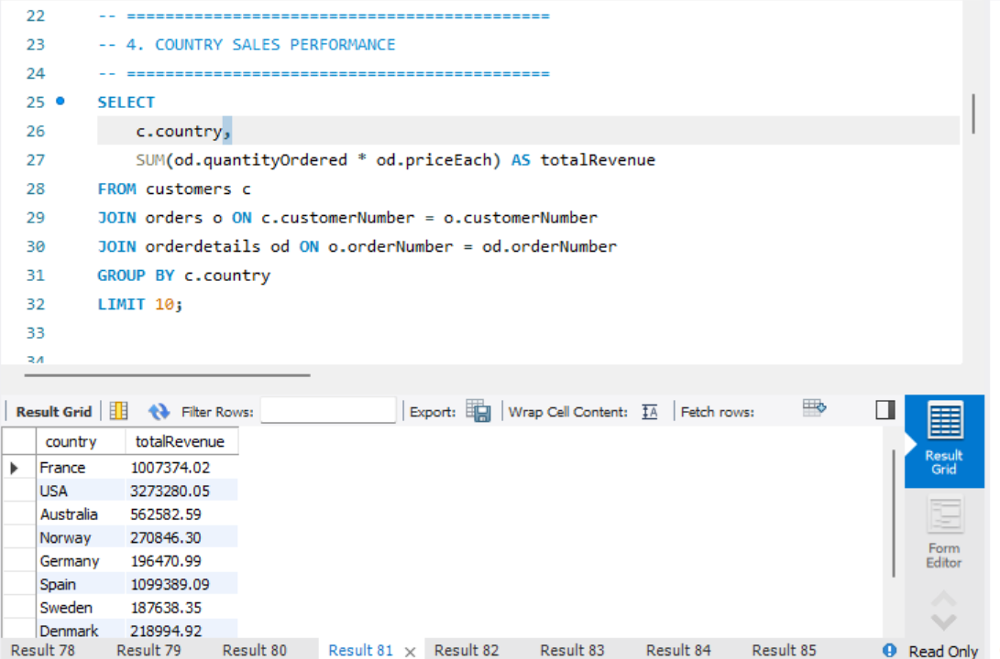 22 -- ============================================
23 -- 4. COUNTRY SALES PERFORMANCE
24 -- ============================================
25 SELECT
26 c.country,
27 SUM(od.quantityOrdered * od.priceEach) AS totalRevenue
28 FROM customers c
29 JOIN orders o ON c.customerNumber = o.customerNumber
30 JOIN orderdetails od ON o.orderNumber = od.orderNumber
31 GROUP BY c.country
32 LIMIT 10;
33
34
Result Grid Filter Rows: Export: Wrap Cell Content: Fetch rows:
country totalRevenue
France 1007374.02
USA 3273280.05
Australia 562582.59
Norway 270846.30
Germany 196470.99
Spain 1099389.09
Sweden 187638.35
Denmark 218994.92
Result Grid
Form Editor
Result 78 Result 79 Result 80 Result 81 Result 82 Result 83 Result 84 Result 85 Read Only